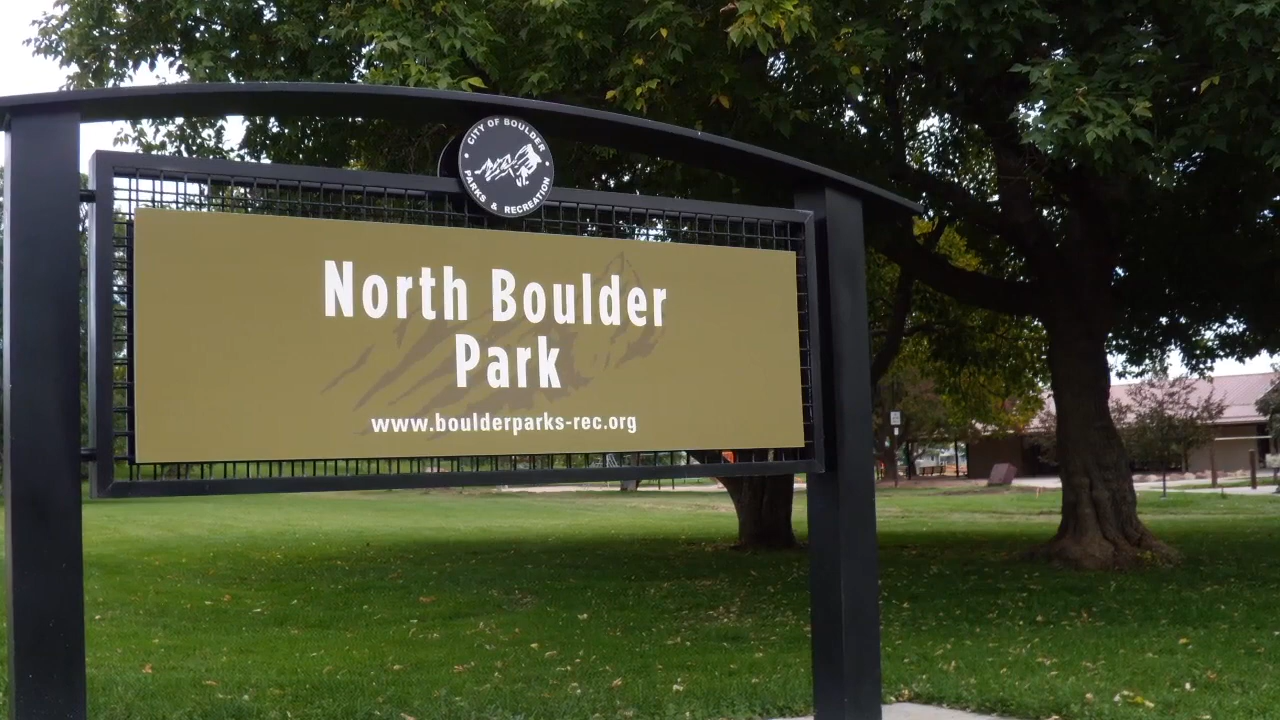 CITY OF BOULDER
PARKS & RECREATION
North Boulder
Park
www.boulderparks-rec.org